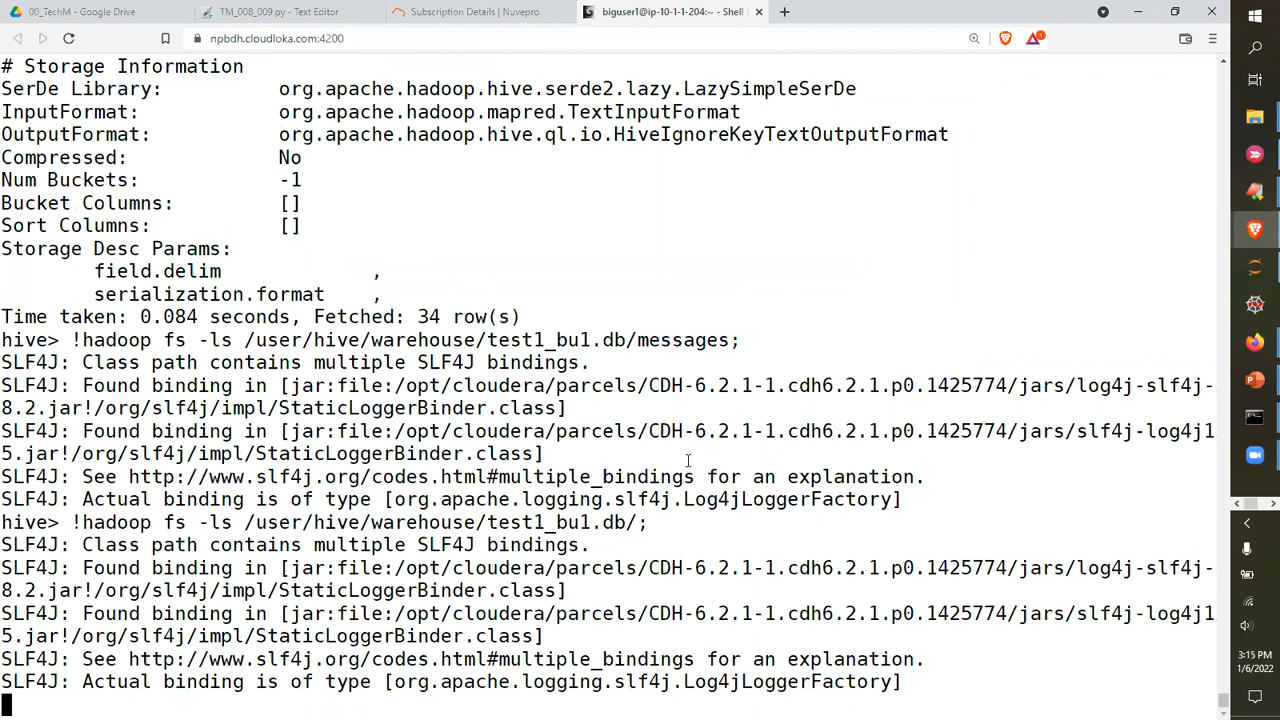 00_TechM - Google Drive
TM_008_009.py - Text Editor
Subscription Details | Nuvepro
biguser1@ip-10-1-1-204:~ - Shell
npbdh.cloudloka.com:4200
# Storage Information
SerDe Library: org.apache.hadoop.hive.serde2.lazy.LazySimpleSerDe
InputFormat: org.apache.hadoop.mapred.TextInputFormat
OutputFormat: org.apache.hadoop.hive.ql.io.HiveIgnoreKeyTextOutputFormat
Compressed: No
Num Buckets: -1
Bucket Columns: []
Sort Columns: []
Storage Desc Params:
field.delim ,
serialization.format ,
Time taken: 0.084 seconds, Fetched: 34 row(s)
hive> !hadoop fs -ls /user/hive/warehouse/test1_bu1.db/messages;
SLF4J: Class path contains multiple SLF4J bindings.
SLF4J: Found binding in [jar:file:/opt/cloudera/parcels/CDH-6.2.1-1.cdh6.2.1.p0.1425774/jars/log4j-slf4j-
8.2.jar!/org/slf4j/impl/StaticLoggerBinder.class]
SLF4J: Found binding in [jar:file:/opt/cloudera/parcels/CDH-6.2.1-1.cdh6.2.1.p0.1425774/jars/slf4j-log4j1
5.jar!/org/slf4j/impl/StaticLoggerBinder.class]
SLF4J: See http://www.slf4j.org/codes.html#multiple_bindings for an explanation.
SLF4J: Actual binding is of type [org.apache.logging.slf4j.Log4jLoggerFactory]
hive> !hadoop fs -ls /user/hive/warehouse/test1_bu1.db/;
SLF4J: Class path contains multiple SLF4J bindings.
SLF4J: Found binding in [jar:file:/opt/cloudera/parcels/CDH-6.2.1-1.cdh6.2.1.p0.1425774/jars/log4j-slf4j-
8.2.jar!/org/slf4j/impl/StaticLoggerBinder.class]
SLF4J: Found binding in [jar:file:/opt/cloudera/parcels/CDH-6.2.1-1.cdh6.2.1.p0.1425774/jars/slf4j-log4j1
5.jar!/org/slf4j/impl/StaticLoggerBinder.class]
SLF4J: See http://www.slf4j.org/codes.html#multiple_bindings for an explanation.
SLF4J: Actual binding is of type [org.apache.logging.slf4j.Log4jLoggerFactory]
3:15 PM
1/6/2022